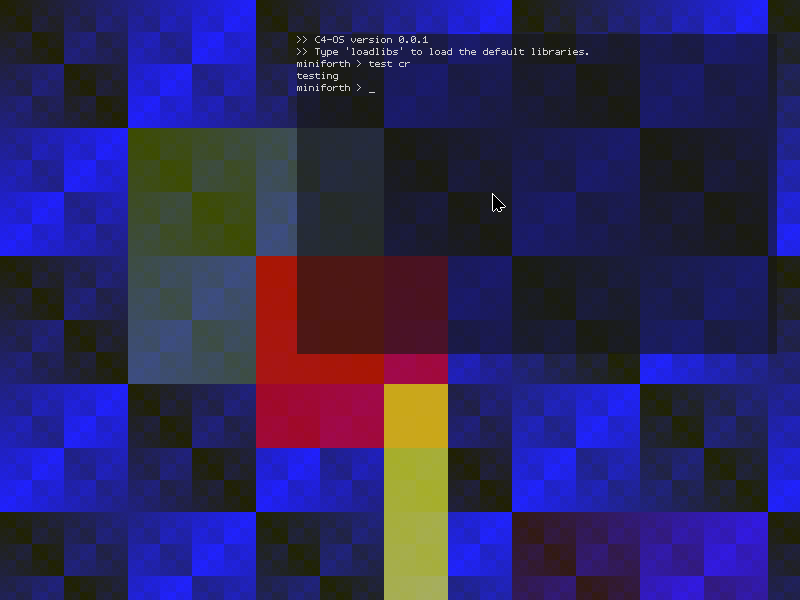 >> C4-OS version 0.0.1
>> Type 'loadlibs' to load the default libraries.
miniforth > test cr
testing
miniforth > _